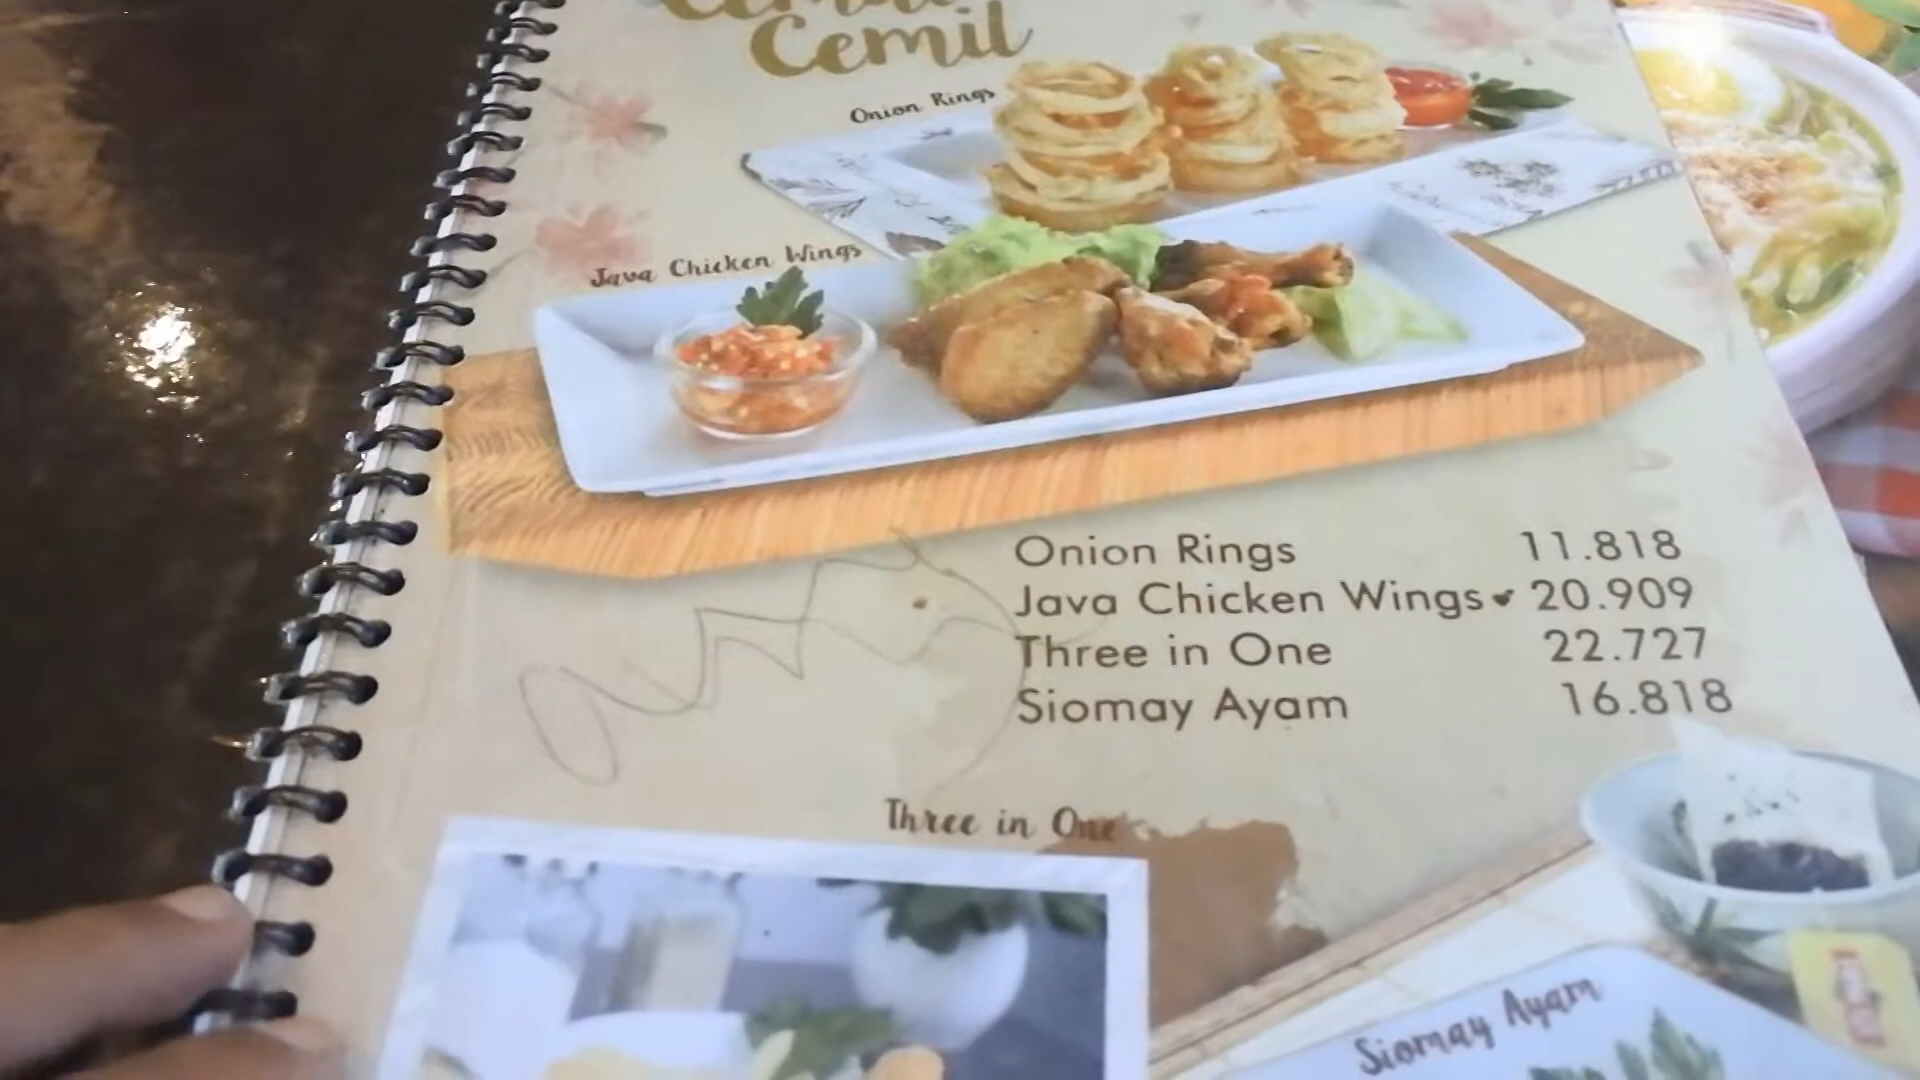 Cemil
Onion Rings
Java Chicken Wings
Onion Rings 11.818
Java Chicken Wings 20.909
Three in One 22.727
Siomay Ayam 16.818
Three in One
Siomay Ayam